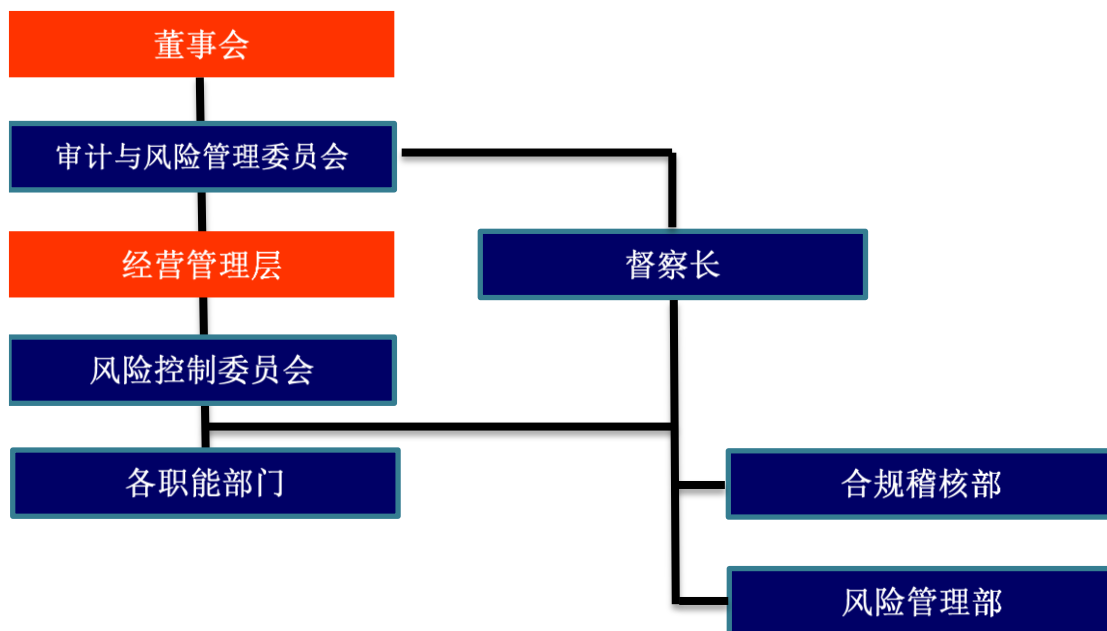 董事会
审计与风险管理委员会
经营管理层
督察长
风险控制委员会
各职能部门
合规稽核部
风险管理部